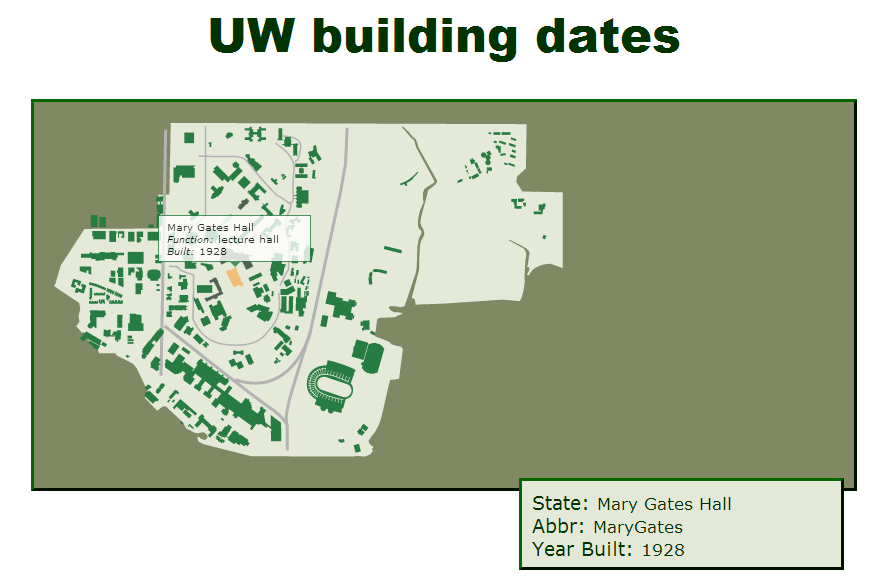 UW building dates
Mary Gates Hall
Function: lecture hall
Built: 1928
State: Mary Gates Hall
Abbr: MaryGates
Year Built: 1928